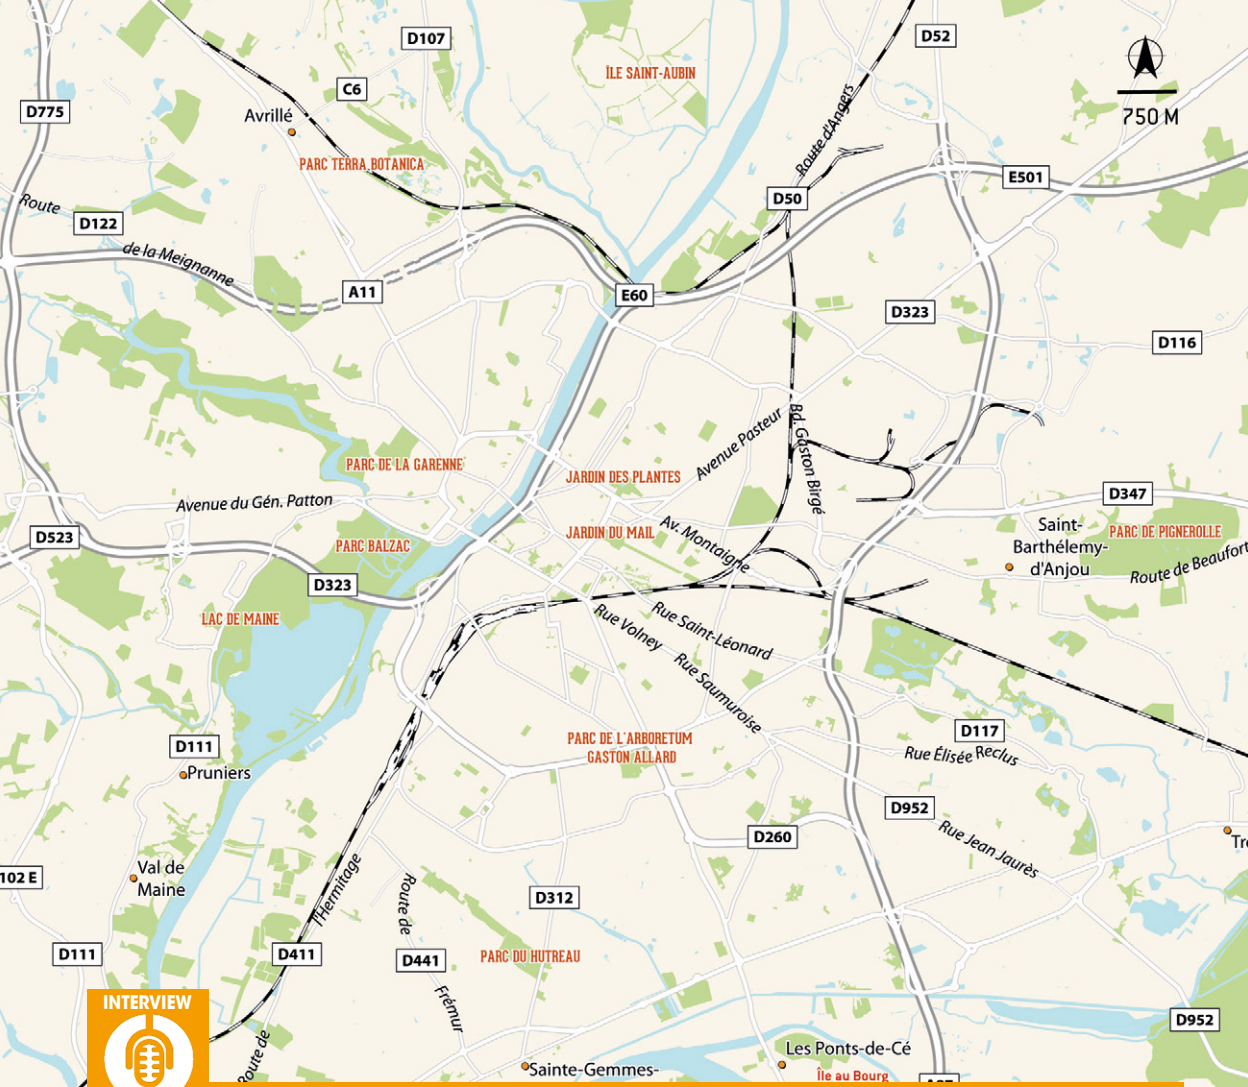 D107
D52
ÎLE SAINT-AUBIN
C6
D775
Avrillé
750 M
Route d'Angers
PARC TERRA BOTANICA
E501
D50
Route
D122
de la Meignanne
A11
E60
D323
D116
Avenue Pasteur
Bd. Gaston Birgé
PARC DE LA GARENNE
JARDIN DES PLANTES
D347
Avenue du Gén. Patton
Av. Montaigne
JARDIN DU MAIL
Saint-
Barthélemy-
d'Anjou
PARC DE PIGNEROLLE
D523
PARC BALZAC
Route de Beaufort
D323
LAC DE MAINE
Rue Volney
Rue Saint-Léonard
Rue Saumuroise
D111
PARC DE L'ARBORETUM
GASTON ALLARD
D117
Rue Élisée Reclus
Pruniers
D952
Rue Jean Jaurès
D260
Val de
Maine
102 E
l'Hermitage
Route de
D312
D111
D411
D441
PARC DU HUTREAU
Frémur
INTERVIEW
D952
Route de
Les Ponts-de-Cé
Sainte-Gemmes-
Île au Bourg